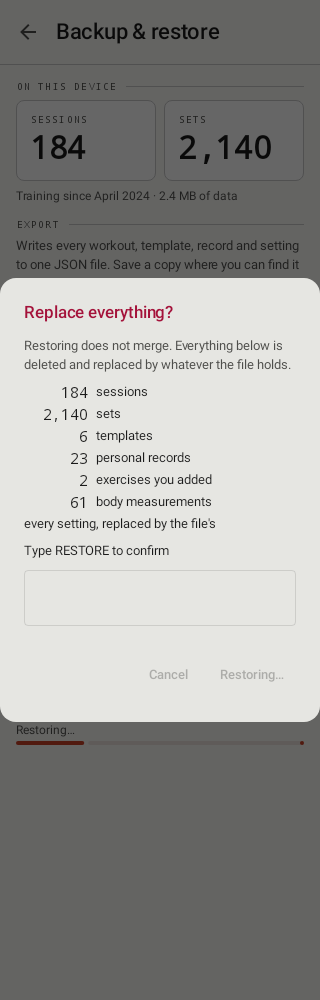 Backup & restore
ON THIS DEVICE
SESSIONS
184
SETS
2,140
Training since April 2024 · 2.4 MB of data
EXPORT
Writes every workout, template, record and setting
to one JSON file. Save a copy where you can find it
Replace everything?
Restoring does not merge. Everything below is
deleted and replaced by whatever the file holds.
184 sessions
2,140 sets
6 templates
23 personal records
2 exercises you added
61 body measurements
every setting, replaced by the file's
Type RESTORE to confirm
Cancel Restoring…
Restoring…